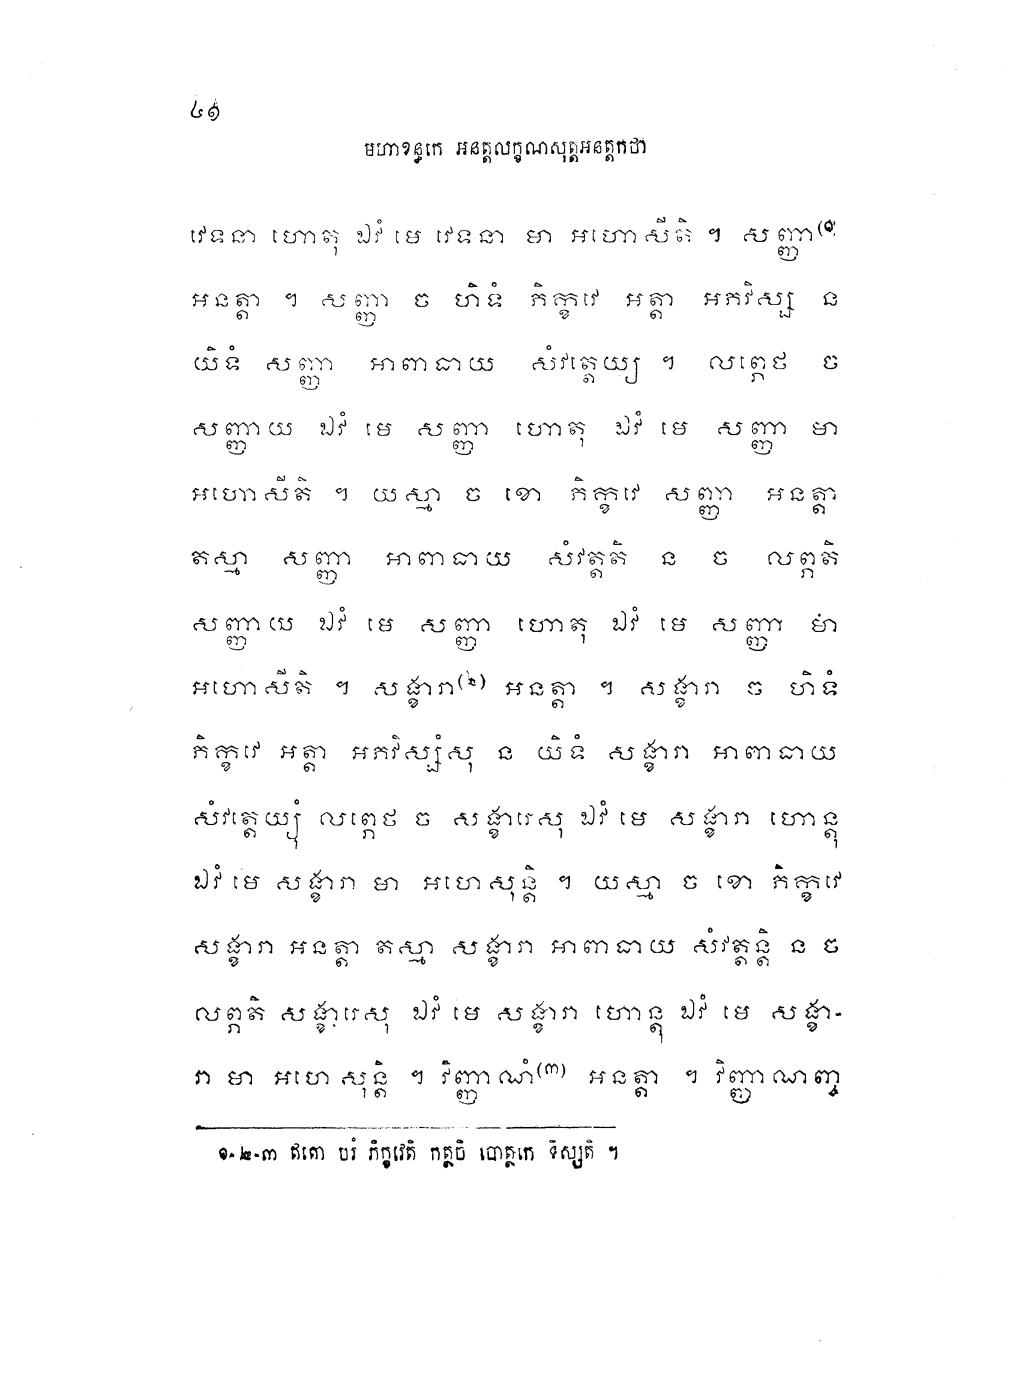 ៤១
មហាខន្ធកេ អនត្តលក្ខណសុត្តអនត្តកថា
វេទនា ហោតុ ឯវំ មេ វេទនា មា អហោសីតិ ។ សញ្ញា(១)
អនត្តា ។ សញ្ញា ច ហិទំ ភិក្ខវេ អត្តា អភវិស្ស ន
យិទំ សញ្ញា អាពាធាយ សំវត្តេយ្យ ។ លព្ភេថ ច
សញ្ញាយ ឯវំ មេ សញ្ញា ហោតុ ឯវំ មេ សញ្ញា មា
អហោសីតិ ។ យស្មា ច ខោ ភិក្ខវេ សញ្ញា អនត្តា
តស្មា សញ្ញា អាពាធាយ សំវត្តតិ ន ច លព្ភតិ
សញ្ញាយ ឯវំ មេ សញ្ញា ហោតុ ឯវំ មេ សញ្ញា មា
អហោសីតិ ។ សង្ខារា(២) អនត្តា ។ សង្ខារា ច ហិទំ
ភិក្ខវេ អត្តា អភវិស្សំសុ ន យិទំ សង្ខារា អាពាធាយ
សំវត្តេយ្យុំ លព្ភេថ ច សង្ខារេសុ ឯវំ មេ សង្ខារា ហោន្តុ
ឯវំ មេ សង្ខារា មា អហេសុន្តិ ។ យស្មា ច ខោ ភិក្ខវេ
សង្ខារា អនត្តា តស្មា សង្ខារា អាពាធាយ សំវត្តន្តិ ន ច
លព្ភតិ សង្ខារេសុ ឯវំ មេ សង្ខារា ហោន្តុ ឯវំ មេ សង្ខា-
រា មា អហេសុន្តិ ។ វិញ្ញាណំ(៣) អនត្តា ។ វិញ្ញាណញ្ច
១-២-៣ ឥតោ បរំ ភិក្ខវេតិ កត្ថចិ បោត្ថកេ ទិស្សតិ ។